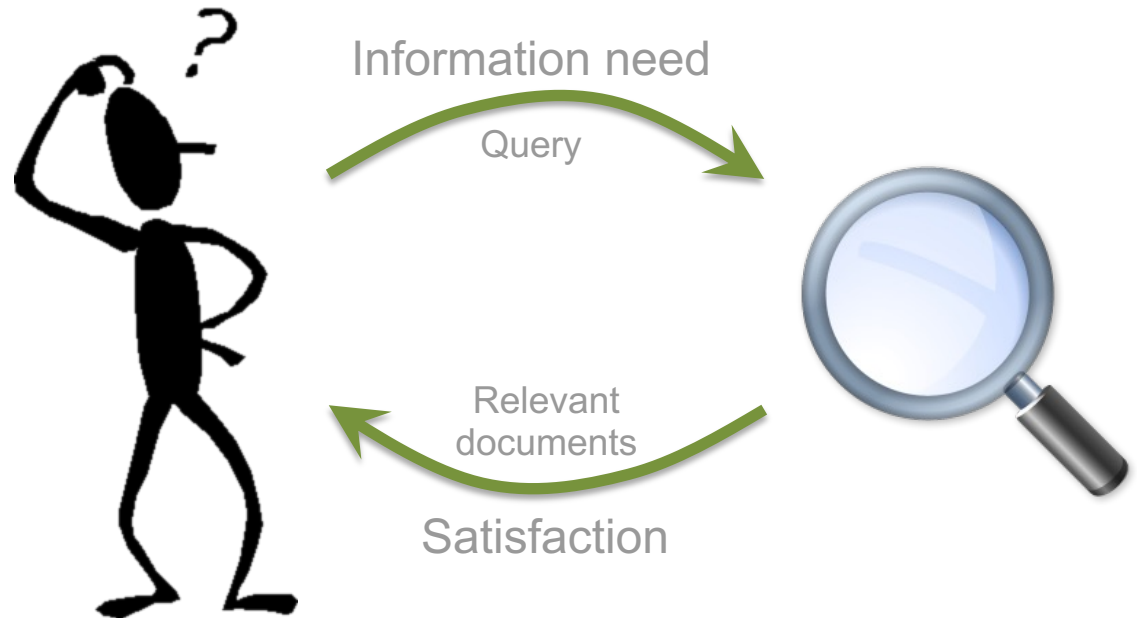 ?
Information need
Query
Relevant
documents
Satisfaction